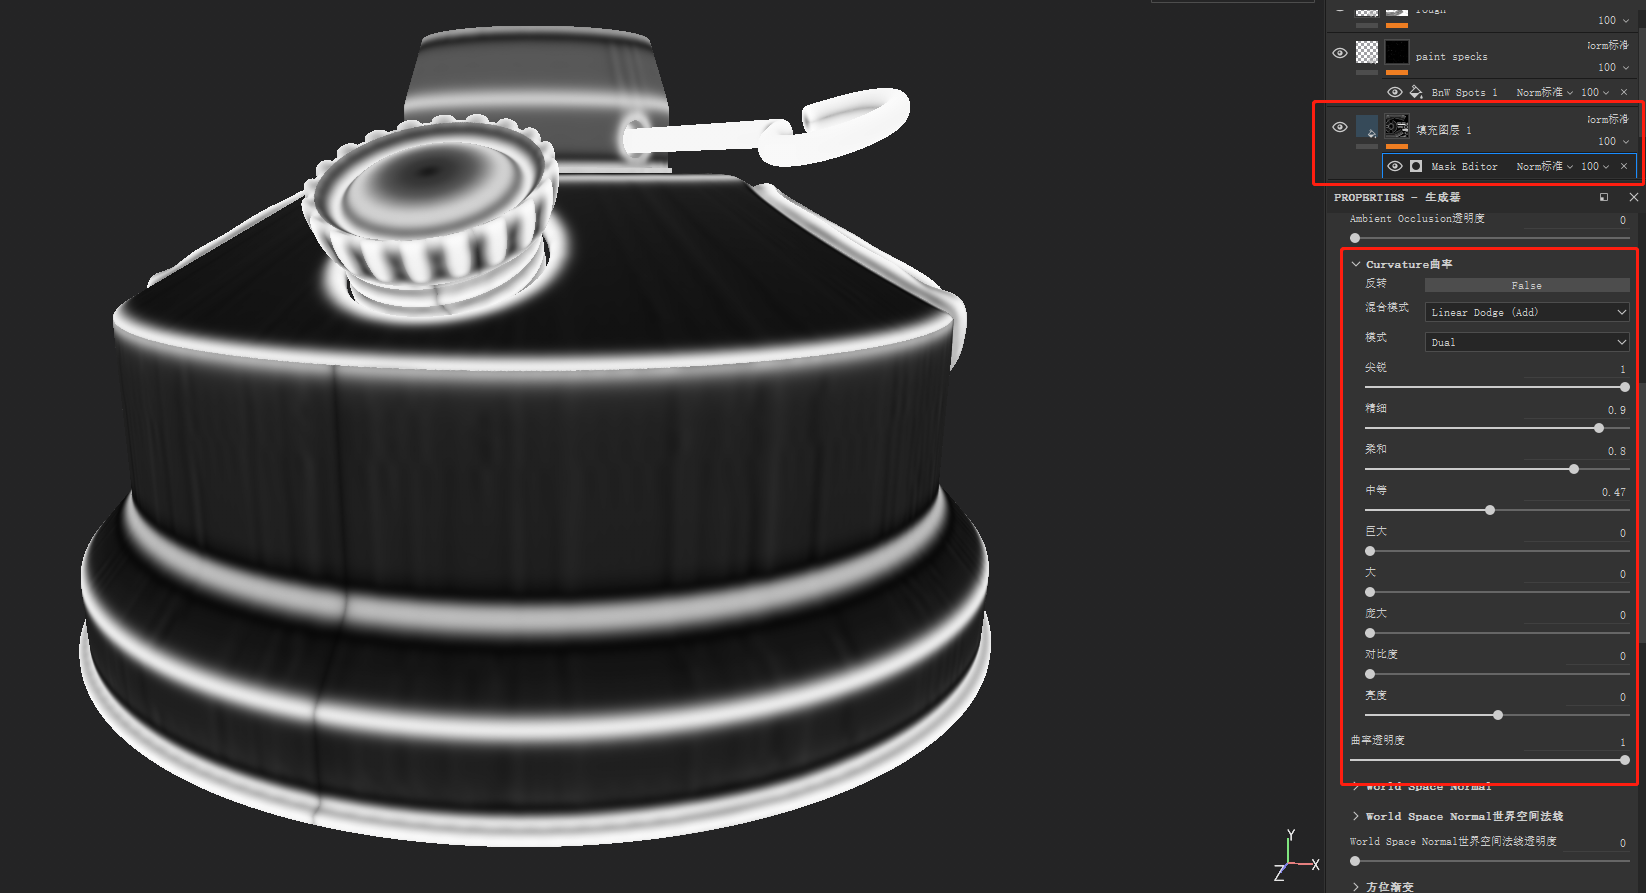 rough
100
Norm标准
paint specks
100
BnW Spots 1 Norm标准 100 ×
Norm标准
填充图层 1
100
Mask Editor Norm标准 100 ×
PROPERTIES - 生成器
Ambient Occlusion透明度 0
Curvature曲率
反转 False
混合模式 Linear Dodge (Add)
模式 Dual
尖锐 1
精细 0.9
柔和 0.8
中等 0.47
巨大 0
大 0
庞大 0
对比度 0
亮度 0
曲率透明度 1
World Space Normal
World Space Normal世界空间法线
World Space Normal世界空间法线透明度 0
方位渐变
Y
X
Z